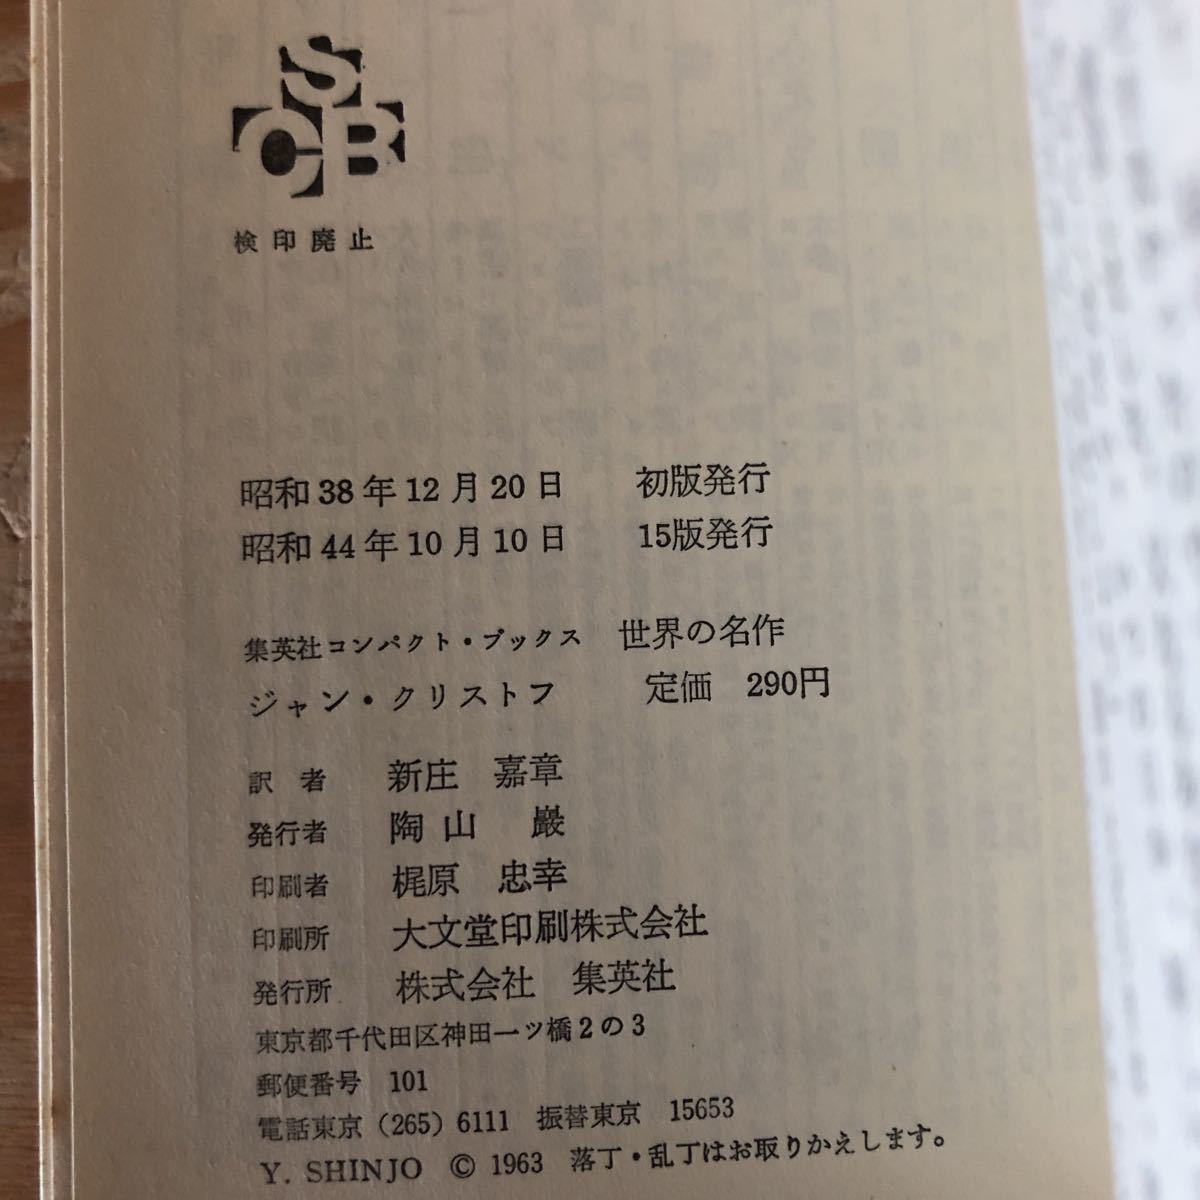 S
CB
検印廃止
昭和38年12月20日 初版発行
昭和44年10月10日 15版発行
集英社コンパクト・ブックス 世界の名作
ジャン・クリストフ 定価 290円
訳者 新庄 嘉章
発行者 陶山 巌
印刷者 梶原 忠幸
印刷所 大文堂印刷株式会社
発行所 株式会社 集英社
東京都千代田区神田一ツ橋2の3
郵便番号 101
電話東京(265)6111 振替東京 15653
Y. SHINJO © 1963 落丁・乱丁はお取りかえします。